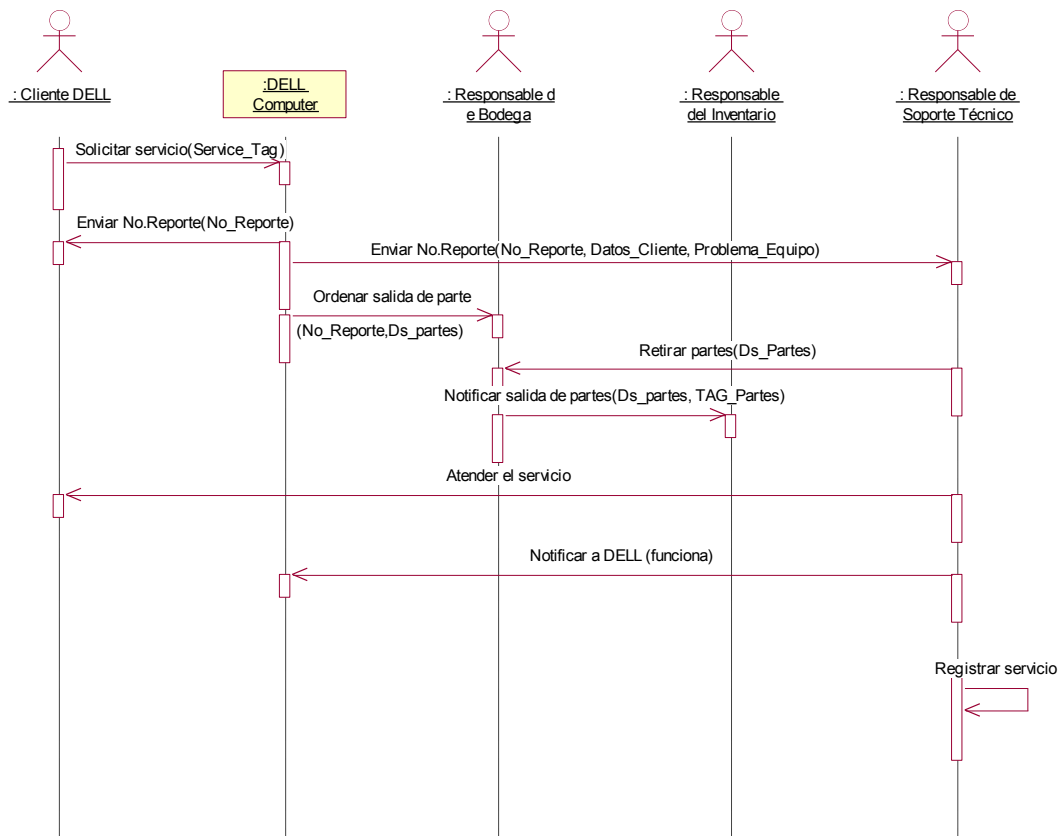 : Cliente DELL
:DELL
Computer
: Responsable d
e Bodega
: Responsable
del Inventario
: Responsable de
Soporte Técnico
Solicitar servicio(Service_Tag)
Enviar No.Reporte(No_Reporte)
Enviar No.Reporte(No_Reporte, Datos_Cliente, Problema_Equipo)
Ordenar salida de parte
(No_Reporte,Ds_partes)
Retirar partes(Ds_Partes)
Notificar salida de partes(Ds_partes, TAG_Partes)
Atender el servicio
Notificar a DELL (funciona)
Registrar servicio